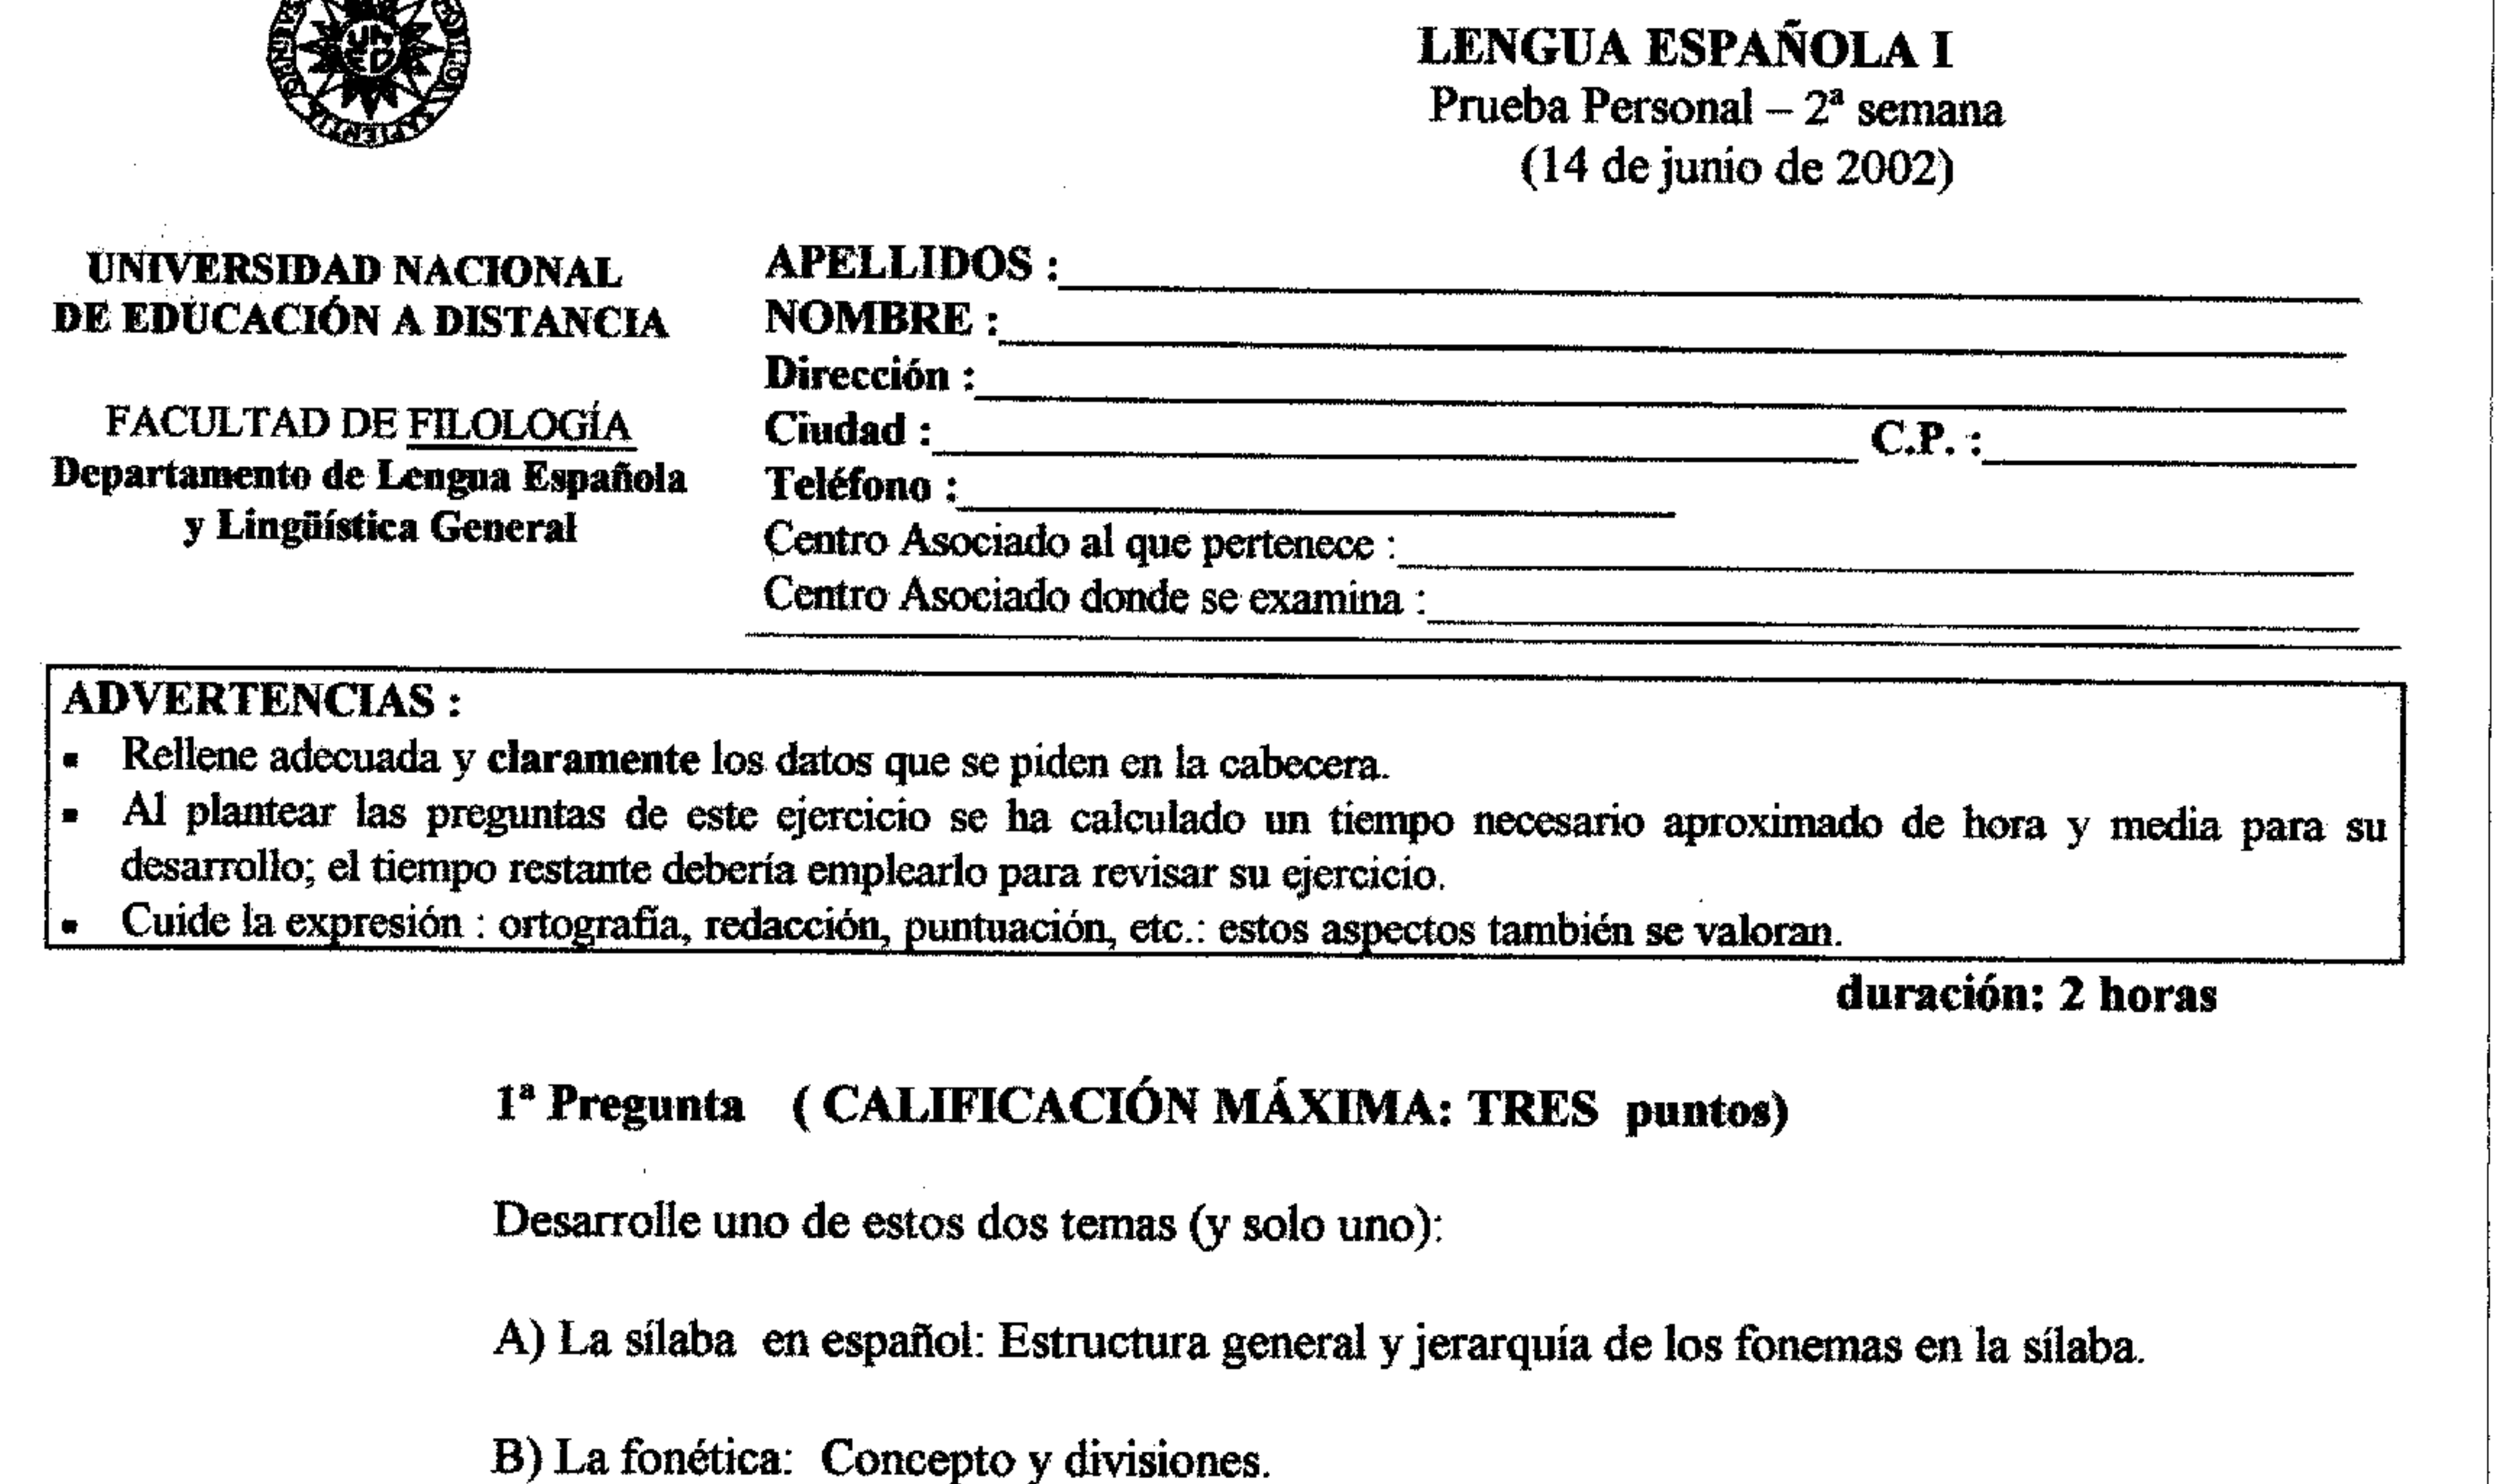 LENGUA ESPAÑOLA I
Prueba Personal – 2ª semana
(14 de junio de 2002)
UNIVERSIDAD NACIONAL
DE EDUCACIÓN A DISTANCIA
FACULTAD DE FILOLOGÍA
Departamento de Lengua Española
y Lingüística General
APELLIDOS :
NOMBRE :
Dirección :
Ciudad : C.P. :
Teléfono :
Centro Asociado al que pertenece :
Centro Asociado donde se examina :
ADVERTENCIAS :
▪ Rellene adecuada y claramente los datos que se piden en la cabecera.
▪ Al plantear las preguntas de este ejercicio se ha calculado un tiempo necesario aproximado de hora y media para su
desarrollo; el tiempo restante debería emplearlo para revisar su ejercicio.
▪ Cuide la expresión : ortografía, redacción, puntuación, etc.: estos aspectos también se valoran.
duración: 2 horas
1ª Pregunta ( CALIFICACIÓN MÁXIMA: TRES puntos)
Desarrolle uno de estos dos temas (y solo uno):
A) La sílaba en español: Estructura general y jerarquía de los fonemas en la sílaba.
B) La fonética: Concepto y divisiones.